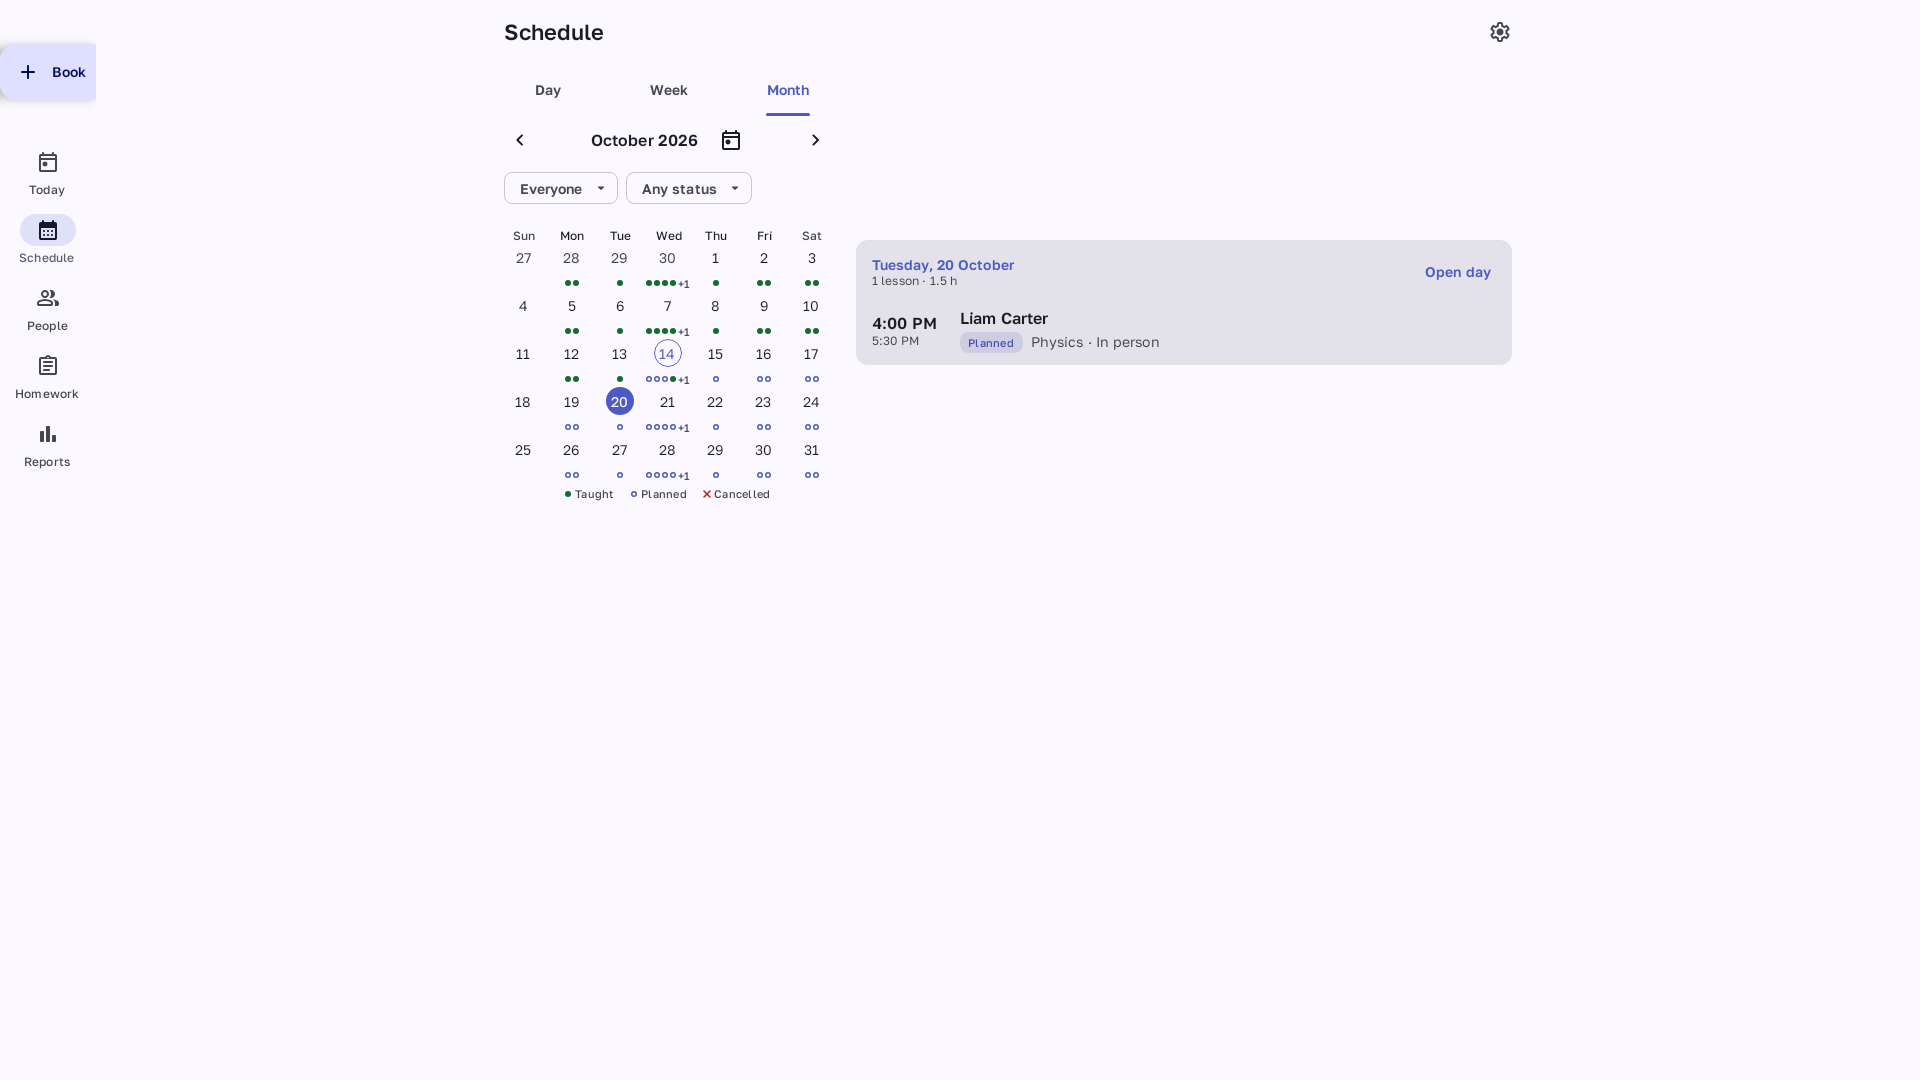 Schedule
Book
Day Week Month
October 2026
Today
Everyone Any status
Schedule
People
Homework
Reports
Sun Mon Tue Wed Thu Fri Sat
27 28 29 30 1 2 3
+1
4 5 6 7 8 9 10
+1
11 12 13 14 15 16 17
+1
18 19 20 21 22 23 24
+1
25 26 27 28 29 30 31
+1
Taught Planned Cancelled
Tuesday, 20 October
1 lesson · 1.5 h
Open day
4:00 PM
5:30 PM
Liam Carter
Planned Physics · In person